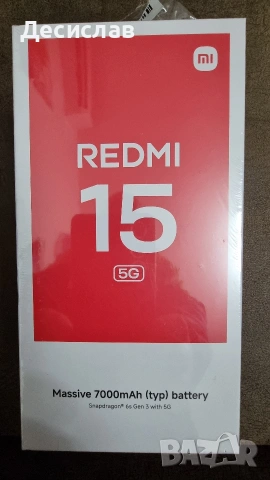 Десислав
mi
REDMI
15
5G
Massive 7000mAh (typ) battery
Snapdragon® 6s Gen 3 with 5G
bazar